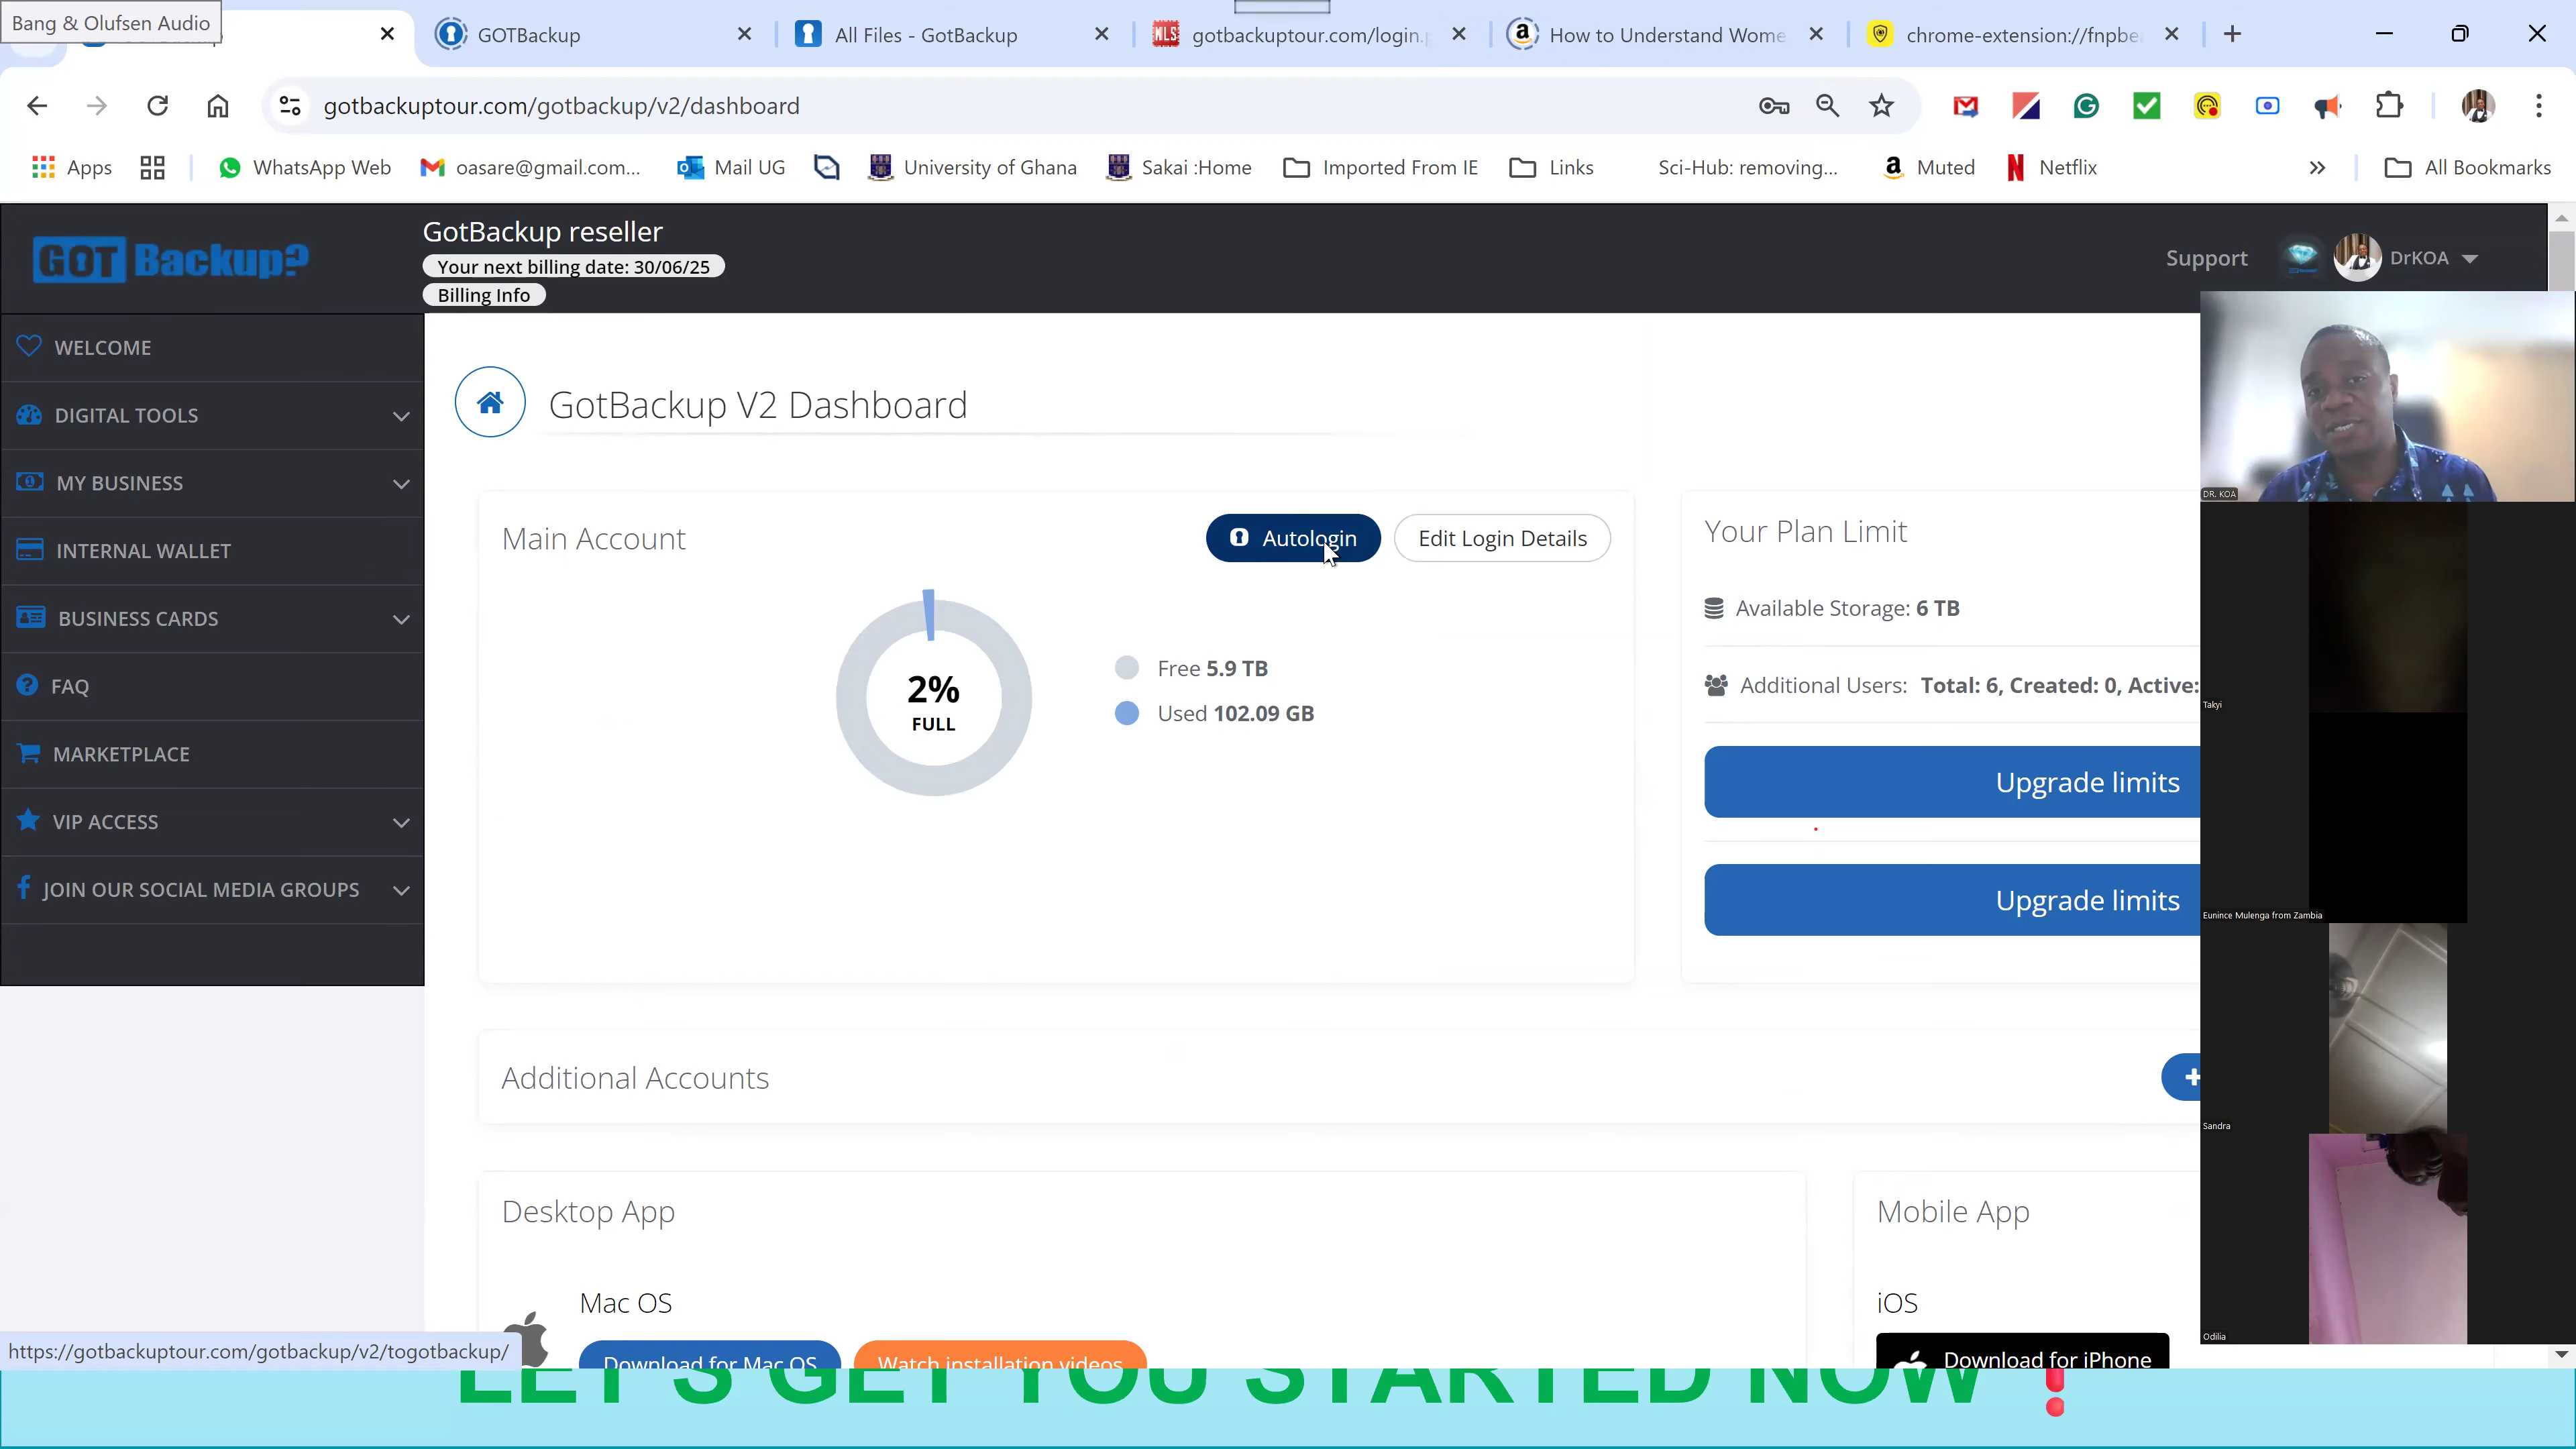 Bang & Olufsen Audio
GOTBackup
All Files - GotBackup
gotbackuptour.com/login.
How to Understand Wome
chrome-extension://fnpbe
gotbackuptour.com/gotbackup/v2/dashboard
Apps
WhatsApp Web
oasare@gmail.com...
Mail UG
University of Ghana
Sakai :Home
Imported From IE
Links
Sci-Hub: removing...
Muted
Netflix
All Bookmarks
GOT Backup?
GotBackup reseller
Your next billing date: 30/06/25
Billing Info
Support
DrKOA
WELCOME
DIGITAL TOOLS
MY BUSINESS
INTERNAL WALLET
BUSINESS CARDS
FAQ
MARKETPLACE
VIP ACCESS
JOIN OUR SOCIAL MEDIA GROUPS
GotBackup V2 Dashboard
Main Account
Autologin
Edit Login Details
2%
FULL
Free 5.9 TB
Used 102.09 GB
Your Plan Limit
Available Storage: 6 TB
Additional Users: Total: 6, Created: 0, Active:
Upgrade limits
Upgrade limits
Additional Accounts
Desktop App
Mac OS
Download for Mac OS
Watch installation videos
Mobile App
iOS
Download for iPhone
DR. KOA
Takyi
Eunince Mulenga from Zambia
Sandra
Odilia
https://gotbackuptour.com/gotbackup/v2/togotbackup/
LET'S GET YOU STARTED NOW❗